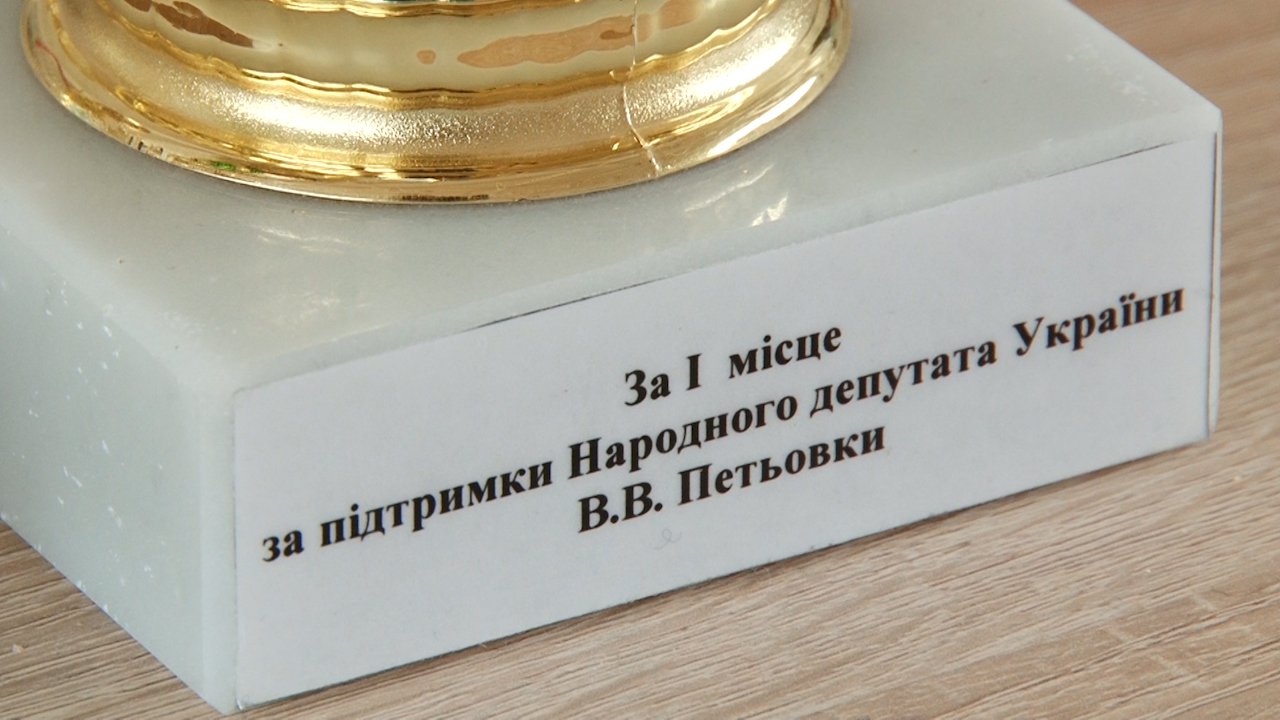 За І місце
за підтримки Народного депутата України
В.В. Петьовки